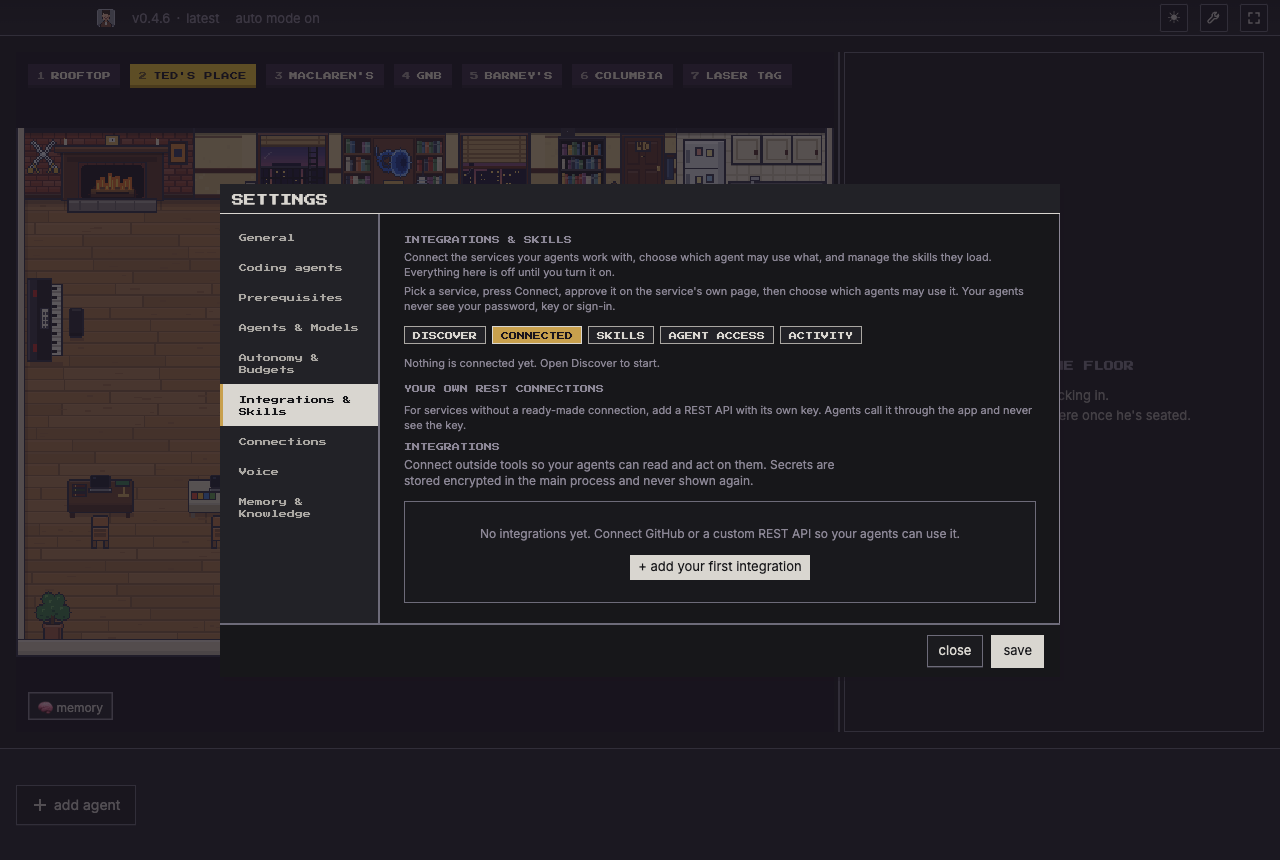 v0.4.6 · latest auto mode on
1 ROOFTOP 2 TED'S PLACE 3 MACLAREN'S 4 GNB 5 BARNEY'S 6 COLUMBIA 7 LASER TAG
SETTINGS
General
Coding agents
Prerequisites
Agents & Models
Autonomy &
Budgets
Integrations &
Skills
Connections
Voice
Memory &
Knowledge
INTEGRATIONS & SKILLS
Connect the services your agents work with, choose which agent may use what, and manage the skills they load.
Everything here is off until you turn it on.
Pick a service, press Connect, approve it on the service's own page, then choose which agents may use it. Your agents
never see your password, key or sign-in.
DISCOVER CONNECTED SKILLS AGENT ACCESS ACTIVITY
Nothing is connected yet. Open Discover to start.
YOUR OWN REST CONNECTIONS
For services without a ready-made connection, add a REST API with its own key. Agents call it through the app and never
see the key.
INTEGRATIONS
Connect outside tools so your agents can read and act on them. Secrets are
stored encrypted in the main process and never shown again.
No integrations yet. Connect GitHub or a custom REST API so your agents can use it.
+ add your first integration
close save
FLOOR
king in.
ere once he's seated.
memory
+ add agent